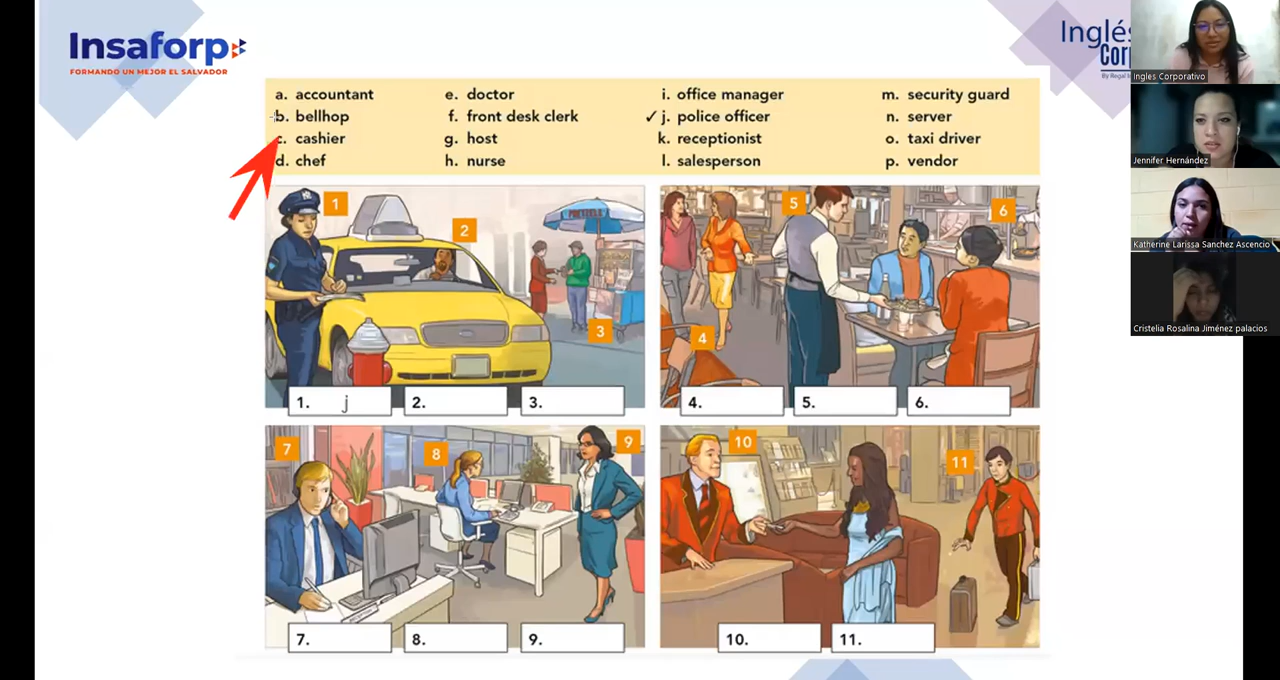 Insaforp
FORMANDO UN MEJOR EL SALVADOR
Inglés
Corp
By Regal
a. accountant
b. bellhop
c. cashier
d. chef
e. doctor
f. front desk clerk
g. host
h. nurse
i. office manager
✓ j. police officer
k. receptionist
l. salesperson
m. security guard
n. server
o. taxi driver
p. vendor
1
2
3
PRETZELS
1. j
2.
3.
4
5
6
4.
5.
6.
7
8
9
7.
8.
9.
10
11
10.
11.
Ingles Corporativo
Jennifer Hernández
Katherine Larissa Sanchez Ascencio
Cristelia Rosalina Jiménez palacios